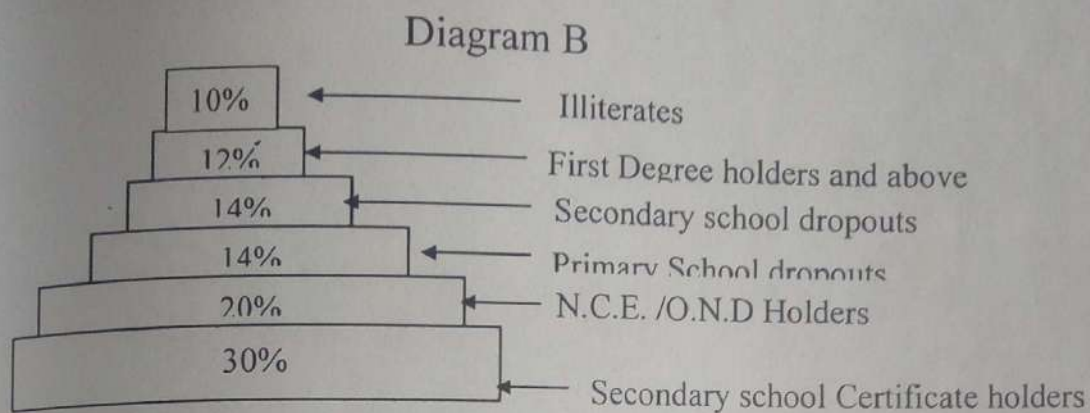 Diagram B
10% Illiterates
12% First Degree holders and above
14% Secondary school dropouts
14% Primary School dropouts
20% N.C.E. /O.N.D Holders
30% Secondary school Certificate holders